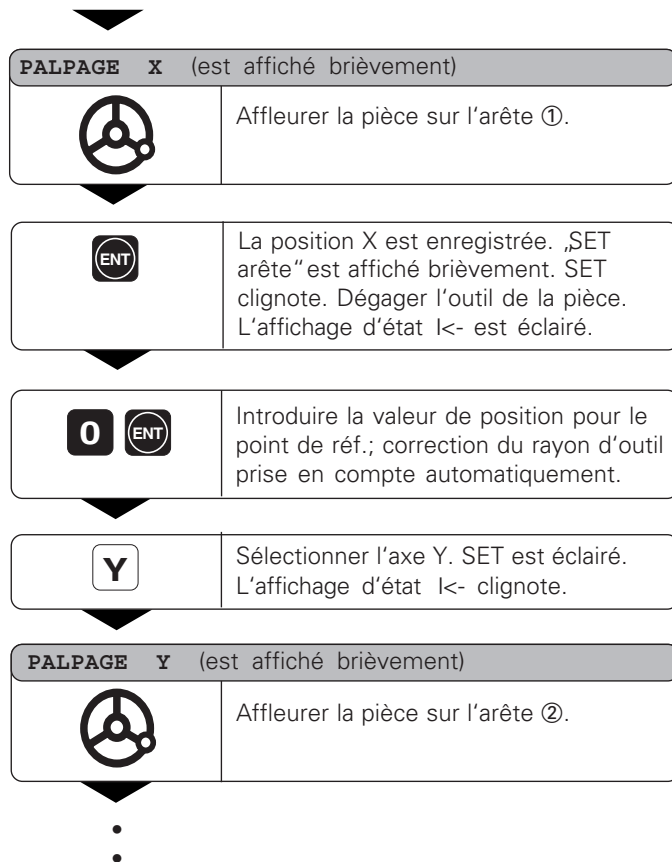 PALPAGE X (est affiché brièvement)
Affleurer la pièce sur l'arête ①.
ENT
La position X est enregistrée. „SET
arête“ est affiché brièvement. SET
clignote. Dégager l'outil de la pièce.
L'affichage d'état I<- est éclairé.
0 ENT
Introduire la valeur de position pour le
point de réf.; correction du rayon d'outil
prise en compte automatiquement.
Y
Sélectionner l'axe Y. SET est éclairé.
L'affichage d'état I<- clignote.
PALPAGE Y (est affiché brièvement)
Affleurer la pièce sur l'arête ②.